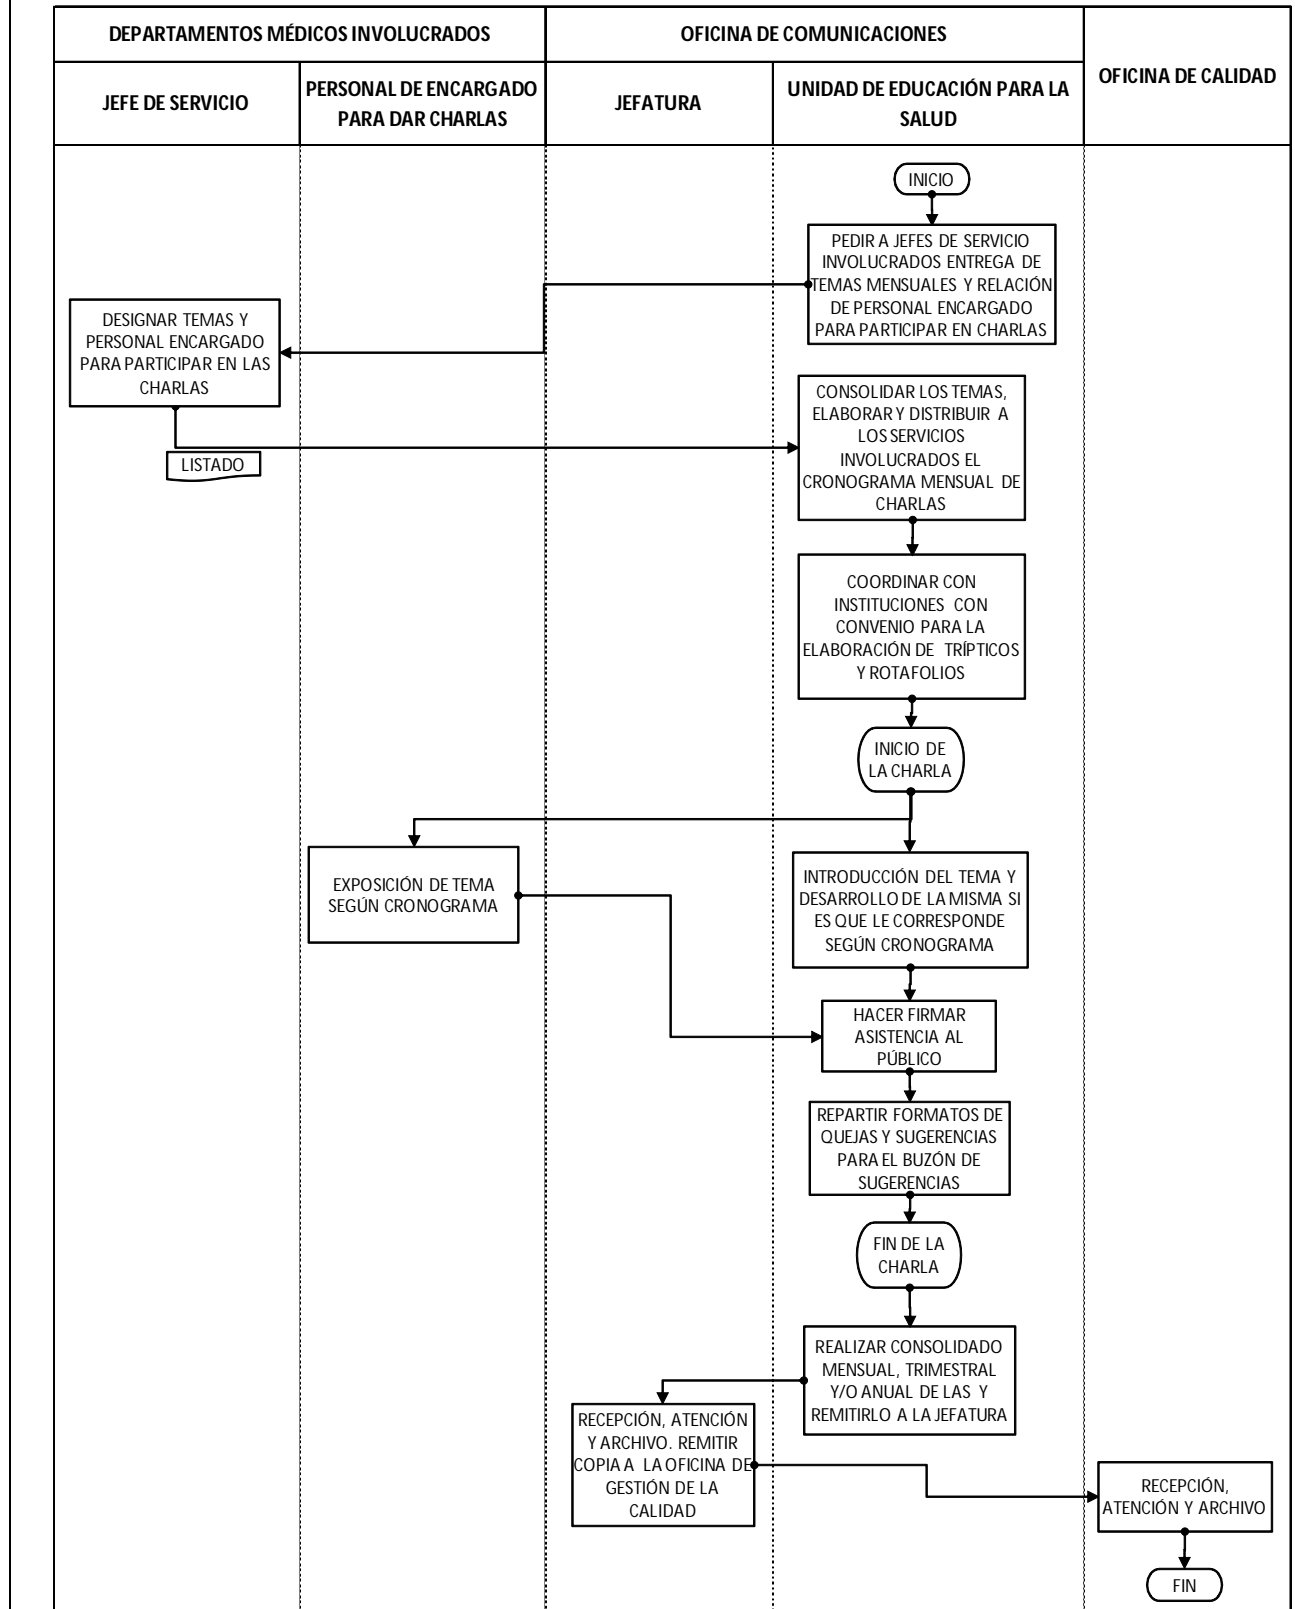 DEPARTAMENTOS MÉDICOS INVOLUCRADOS
OFICINA DE COMUNICACIONES
OFICINA DE CALIDAD
JEFE DE SERVICIO
PERSONAL DE ENCARGADO
PARA DAR CHARLAS
JEFATURA
UNIDAD DE EDUCACIÓN PARA LA
SALUD
INICIO
PEDIR A JEFES DE SERVICIO
INVOLUCRADOS ENTREGA DE
TEMAS MENSUALES Y RELACIÓN
DE PERSONAL ENCARGADO
PARA PARTICIPAR EN CHARLAS
DESIGNAR TEMAS Y
PERSONAL ENCARGADO
PARA PARTICIPAR EN LAS
CHARLAS
LISTADO
CONSOLIDAR LOS TEMAS,
ELABORAR Y DISTRIBUIR A
LOS SERVICIOS
INVOLUCRADOS EL
CRONOGRAMA MENSUAL DE
CHARLAS
COORDINAR CON
INSTITUCIONES CON
CONVENIO PARA LA
ELABORACIÓN DE TRÍPTICOS
Y ROTAFOLIOS
INICIO DE
LA CHARLA
EXPOSICIÓN DE TEMA
SEGÚN CRONOGRAMA
INTRODUCCIÓN DEL TEMA Y
DESARROLLO DE LA MISMA SI
ES QUE LE CORRESPONDE
SEGÚN CRONOGRAMA
HACER FIRMAR
ASISTENCIA AL
PÚBLICO
REPARTIR FORMATOS DE
QUEJAS Y SUGERENCIAS
PARA EL BUZÓN DE
SUGERENCIAS
FIN DE LA
CHARLA
REALIZAR CONSOLIDADO
MENSUAL, TRIMESTRAL
Y/O ANUAL DE LAS Y
REMITIRLO A LA JEFATURA
RECEPCIÓN, ATENCIÓN
Y ARCHIVO. REMITIR
COPIA A LA OFICINA DE
GESTIÓN DE LA
CALIDAD
RECEPCIÓN,
ATENCIÓN Y ARCHIVO
FIN